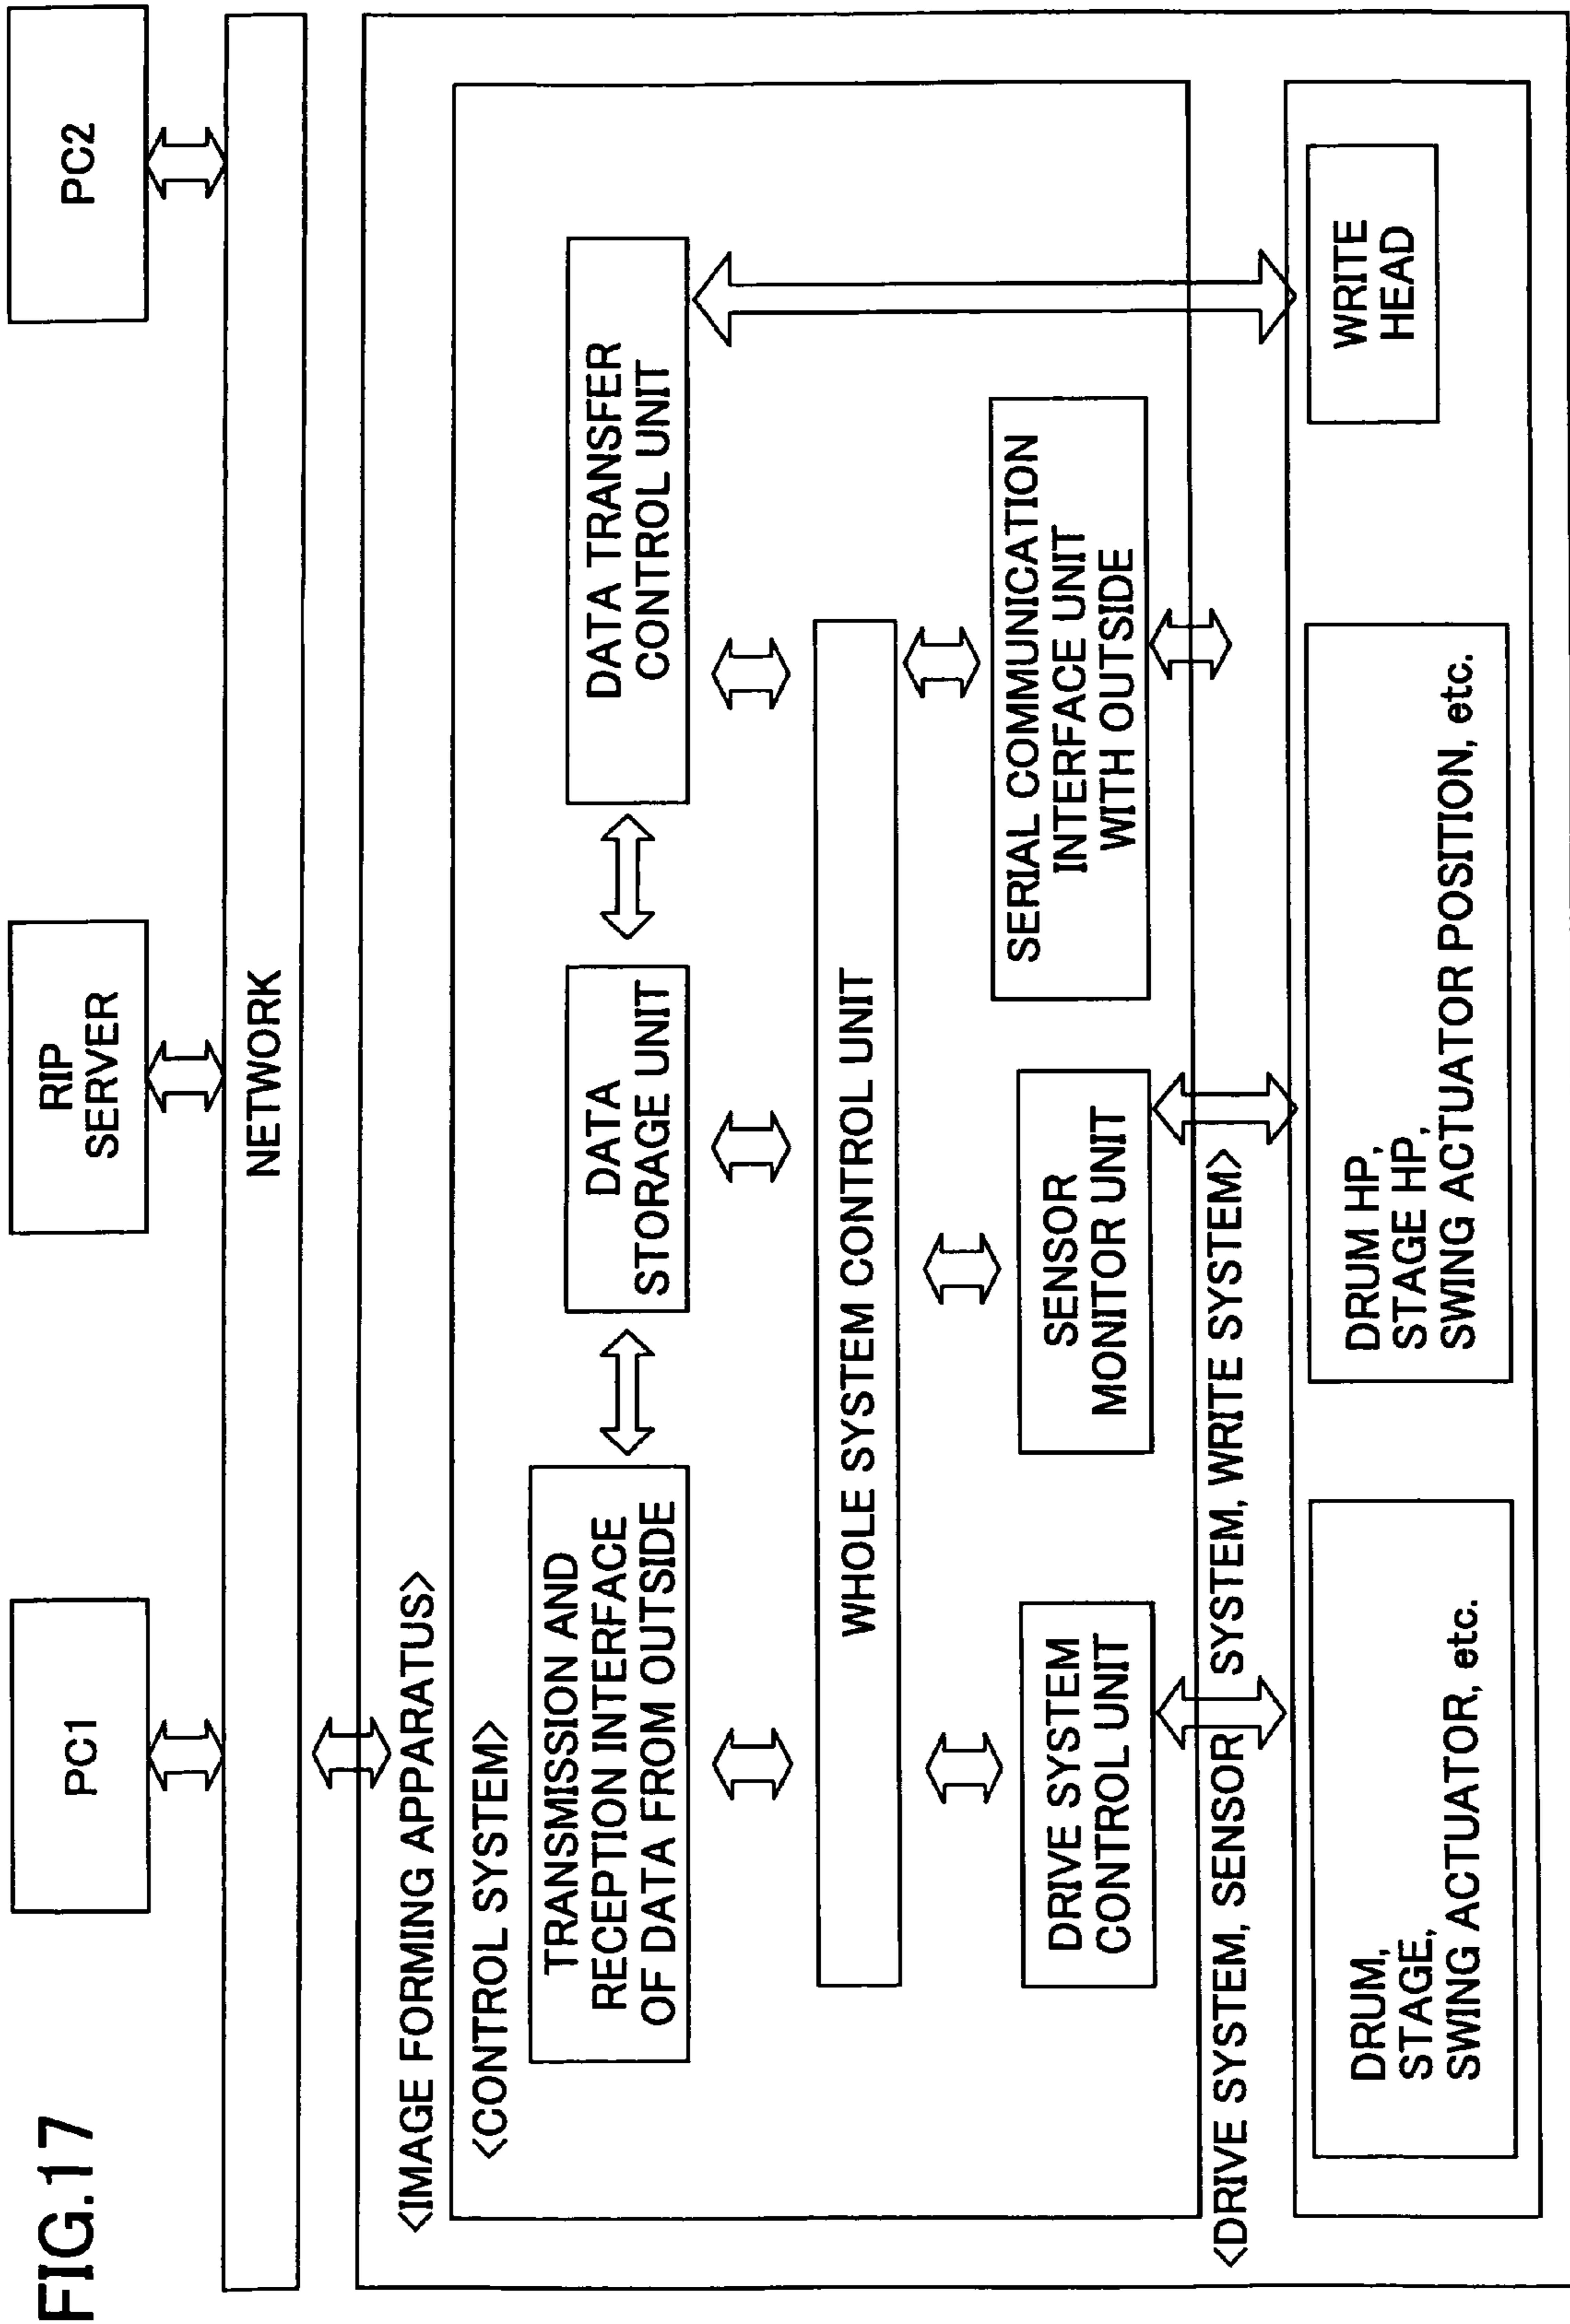 FIG.17
PC1
RIP
SERVER
PC2
NETWORK
<IMAGE FORMING APPARATUS>
<CONTROL SYSTEM>
TRANSMISSION AND
RECEPTION INTERFACE
OF DATA FROM OUTSIDE
DATA
STORAGE UNIT
DATA TRANSFER
CONTROL UNIT
WHOLE SYSTEM CONTROL UNIT
DRIVE SYSTEM
CONTROL UNIT
SENSOR
MONITOR UNIT
SERIAL COMMUNICATION
INTERFACE UNIT
WITH OUTSIDE
<DRIVE SYSTEM, SENSOR SYSTEM, WRITE SYSTEM>
DRUM,
STAGE,
SWING ACTUATOR, etc.
DRUM HP,
STAGE HP,
SWING ACTUATOR POSITION, etc.
WRITE
HEAD